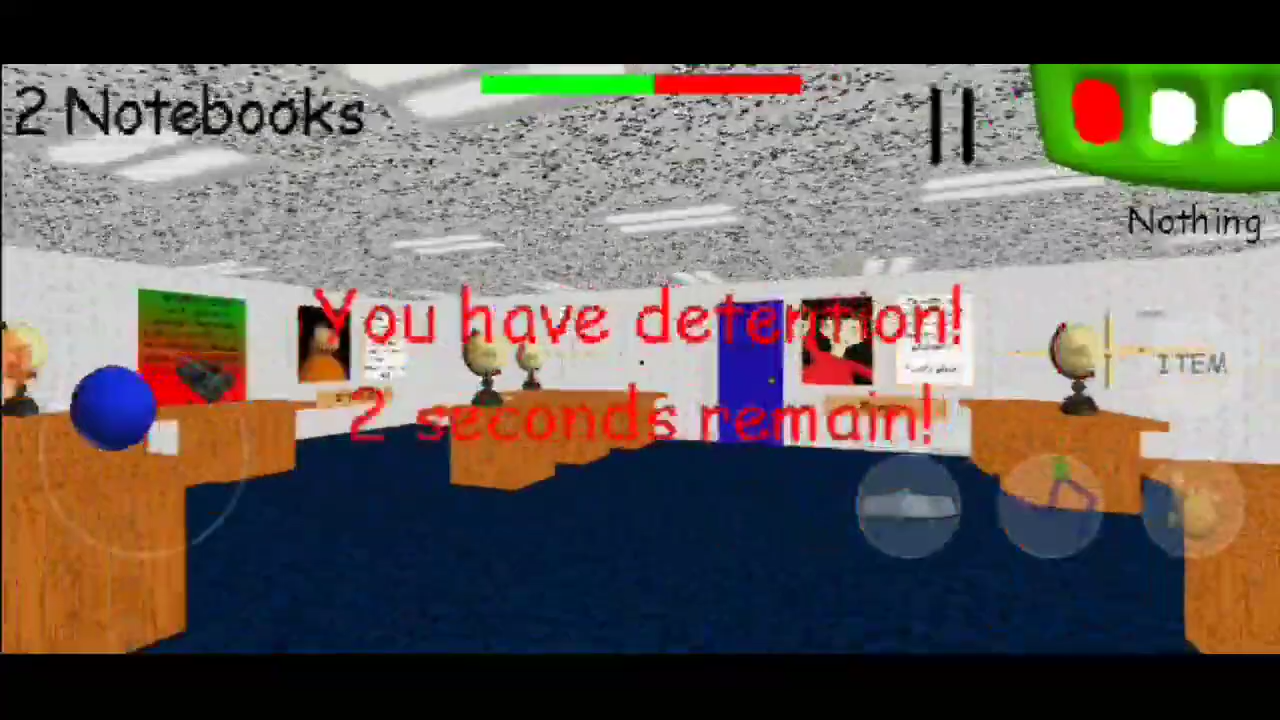 2 Notebooks
Nothing
You have detention!
ITEM
2 seconds remain!